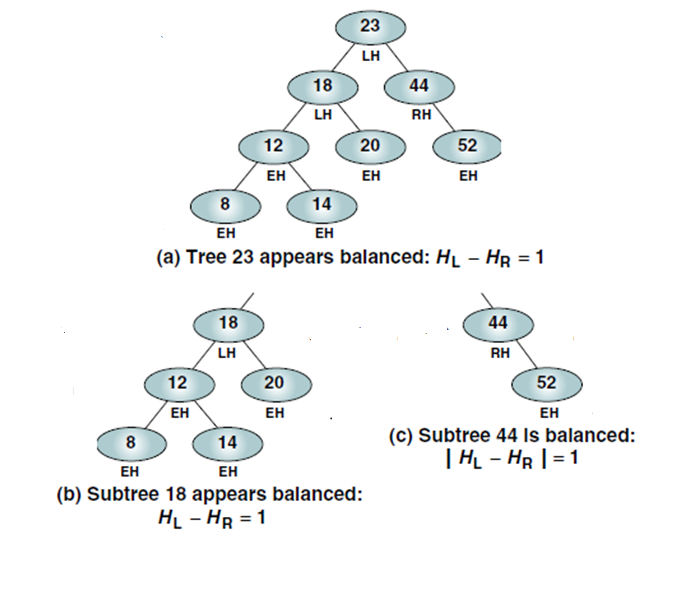 23
LH
18 44
LH RH
12 20 52
EH EH EH
8 14
EH EH
(a) Tree 23 appears balanced: HL – HR = 1
18 44
LH RH
12 20 52
EH EH EH
8 14
EH EH
(c) Subtree 44 Is balanced:
| HL – HR | = 1
(b) Subtree 18 appears balanced:
HL – HR = 1